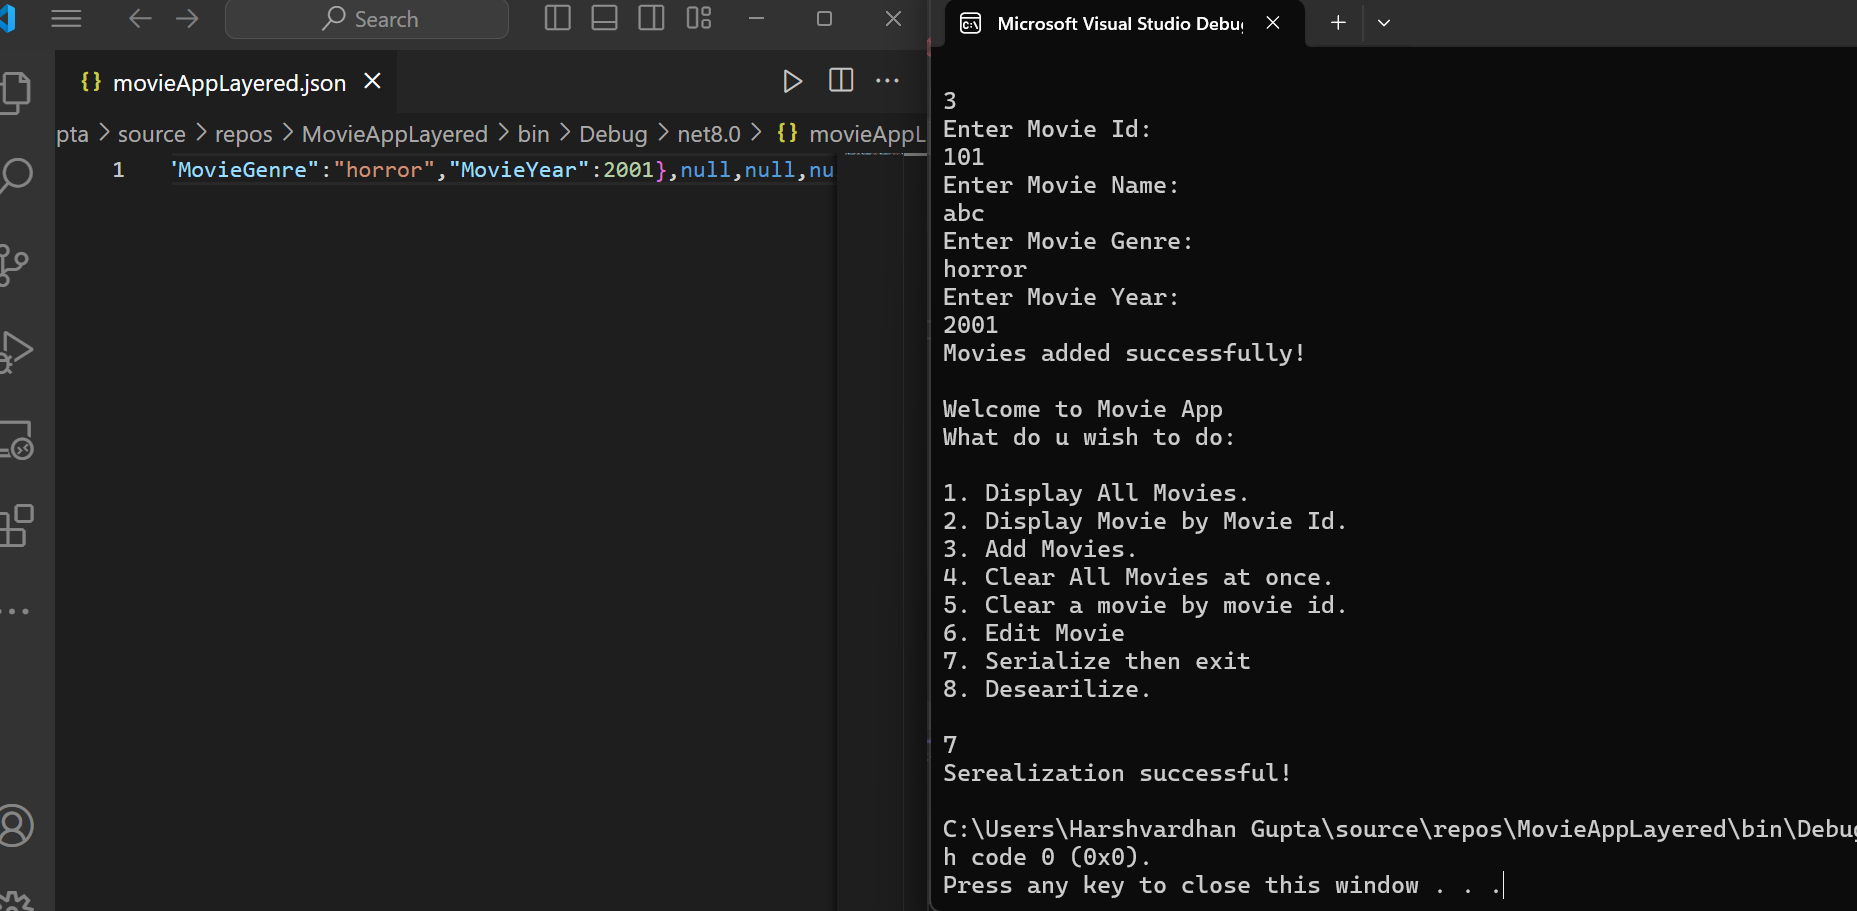 Search
{} movieAppLayered.json
pta > source > repos > MovieAppLayered > bin > Debug > net8.0 > {} movieAppL
1 'MovieGenre":"horror","MovieYear":2001},null,null,nu
Microsoft Visual Studio Debu
3
Enter Movie Id:
101
Enter Movie Name:
abc
Enter Movie Genre:
horror
Enter Movie Year:
2001
Movies added successfully!
Welcome to Movie App
What do u wish to do:
1. Display All Movies.
2. Display Movie by Movie Id.
3. Add Movies.
4. Clear All Movies at once.
5. Clear a movie by movie id.
6. Edit Movie
7. Serialize then exit
8. Desearilize.
7
Serealization successful!
C:\Users\Harshvardhan Gupta\source\repos\MovieAppLayered\bin\Debug
h code 0 (0x0).
Press any key to close this window . . .